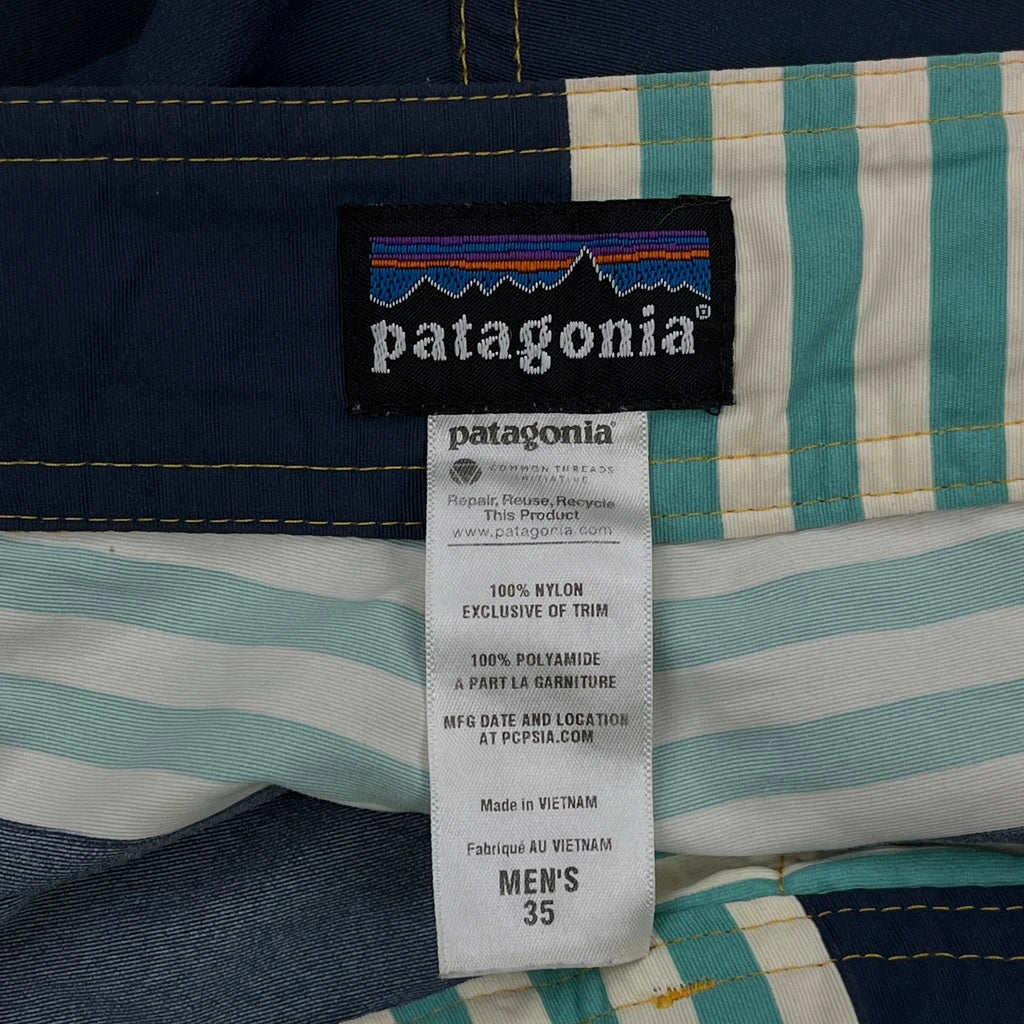 patagonia®
patagonia®
COMMON THREADS
INITIATIVE
Repair, Reuse, Recycle
This Product
www.patagonia.com
100% NYLON
EXCLUSIVE OF TRIM
100% POLYAMIDE
A PART LA GARNITURE
MFG DATE AND LOCATION
AT PCPSIA.COM
Made in VIETNAM
Fabriqué AU VIETNAM
MEN'S
35